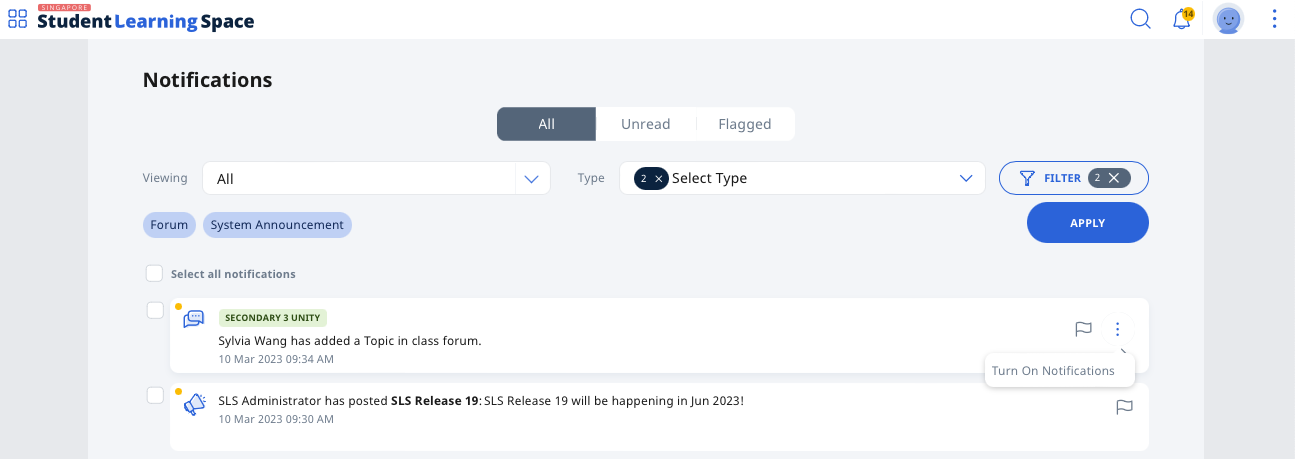 SINGAPORE
Student Learning Space
14
Notifications
All
Unread
Flagged
Viewing
All
Type
2 × Select Type
FILTER 2 ×
Forum
System Announcement
APPLY
Select all notifications
SECONDARY 3 UNITY
Sylvia Wang has added a Topic in class forum.
10 Mar 2023 09:34 AM
Turn On Notifications
SLS Administrator has posted SLS Release 19: SLS Release 19 will be happening in Jun 2023!
10 Mar 2023 09:30 AM